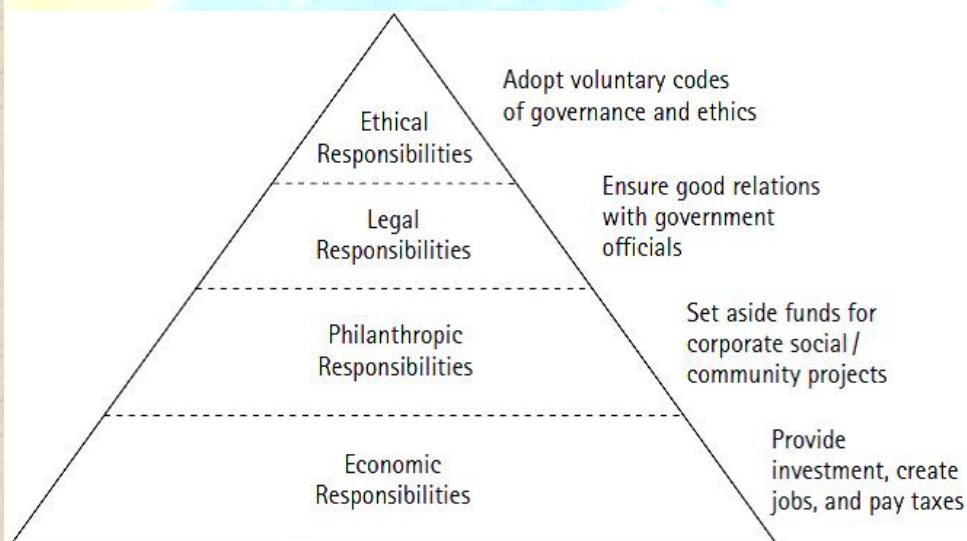 Adopt voluntary codes
of governance and ethics
Ethical
Responsibilities
Ensure good relations
with government
officials
Legal
Responsibilities
Set aside funds for
corporate social /
community projects
Philanthropic
Responsibilities
Provide
investment, create
jobs, and pay taxes
Economic
Responsibilities